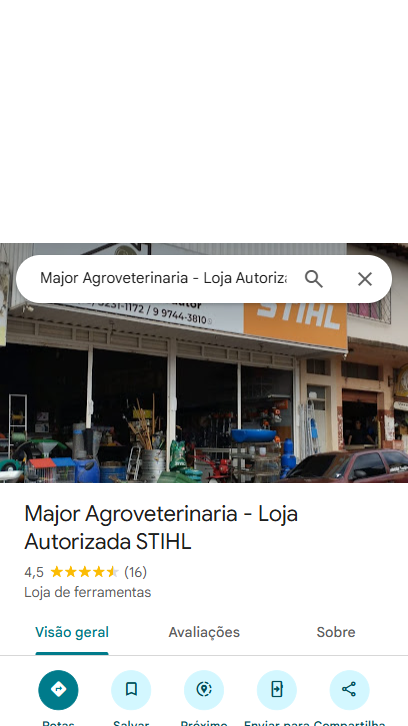 Major Agroveterinaria - Loja Autoriza
3231-1172 / 9 9744-3810
STIHL
Major Agroveterinaria - Loja
Autorizada STIHL
4,5 (16)
Loja de ferramentas
Visão geral Avaliações Sobre
Rotas Salvar Próximo Enviar para Compartilha